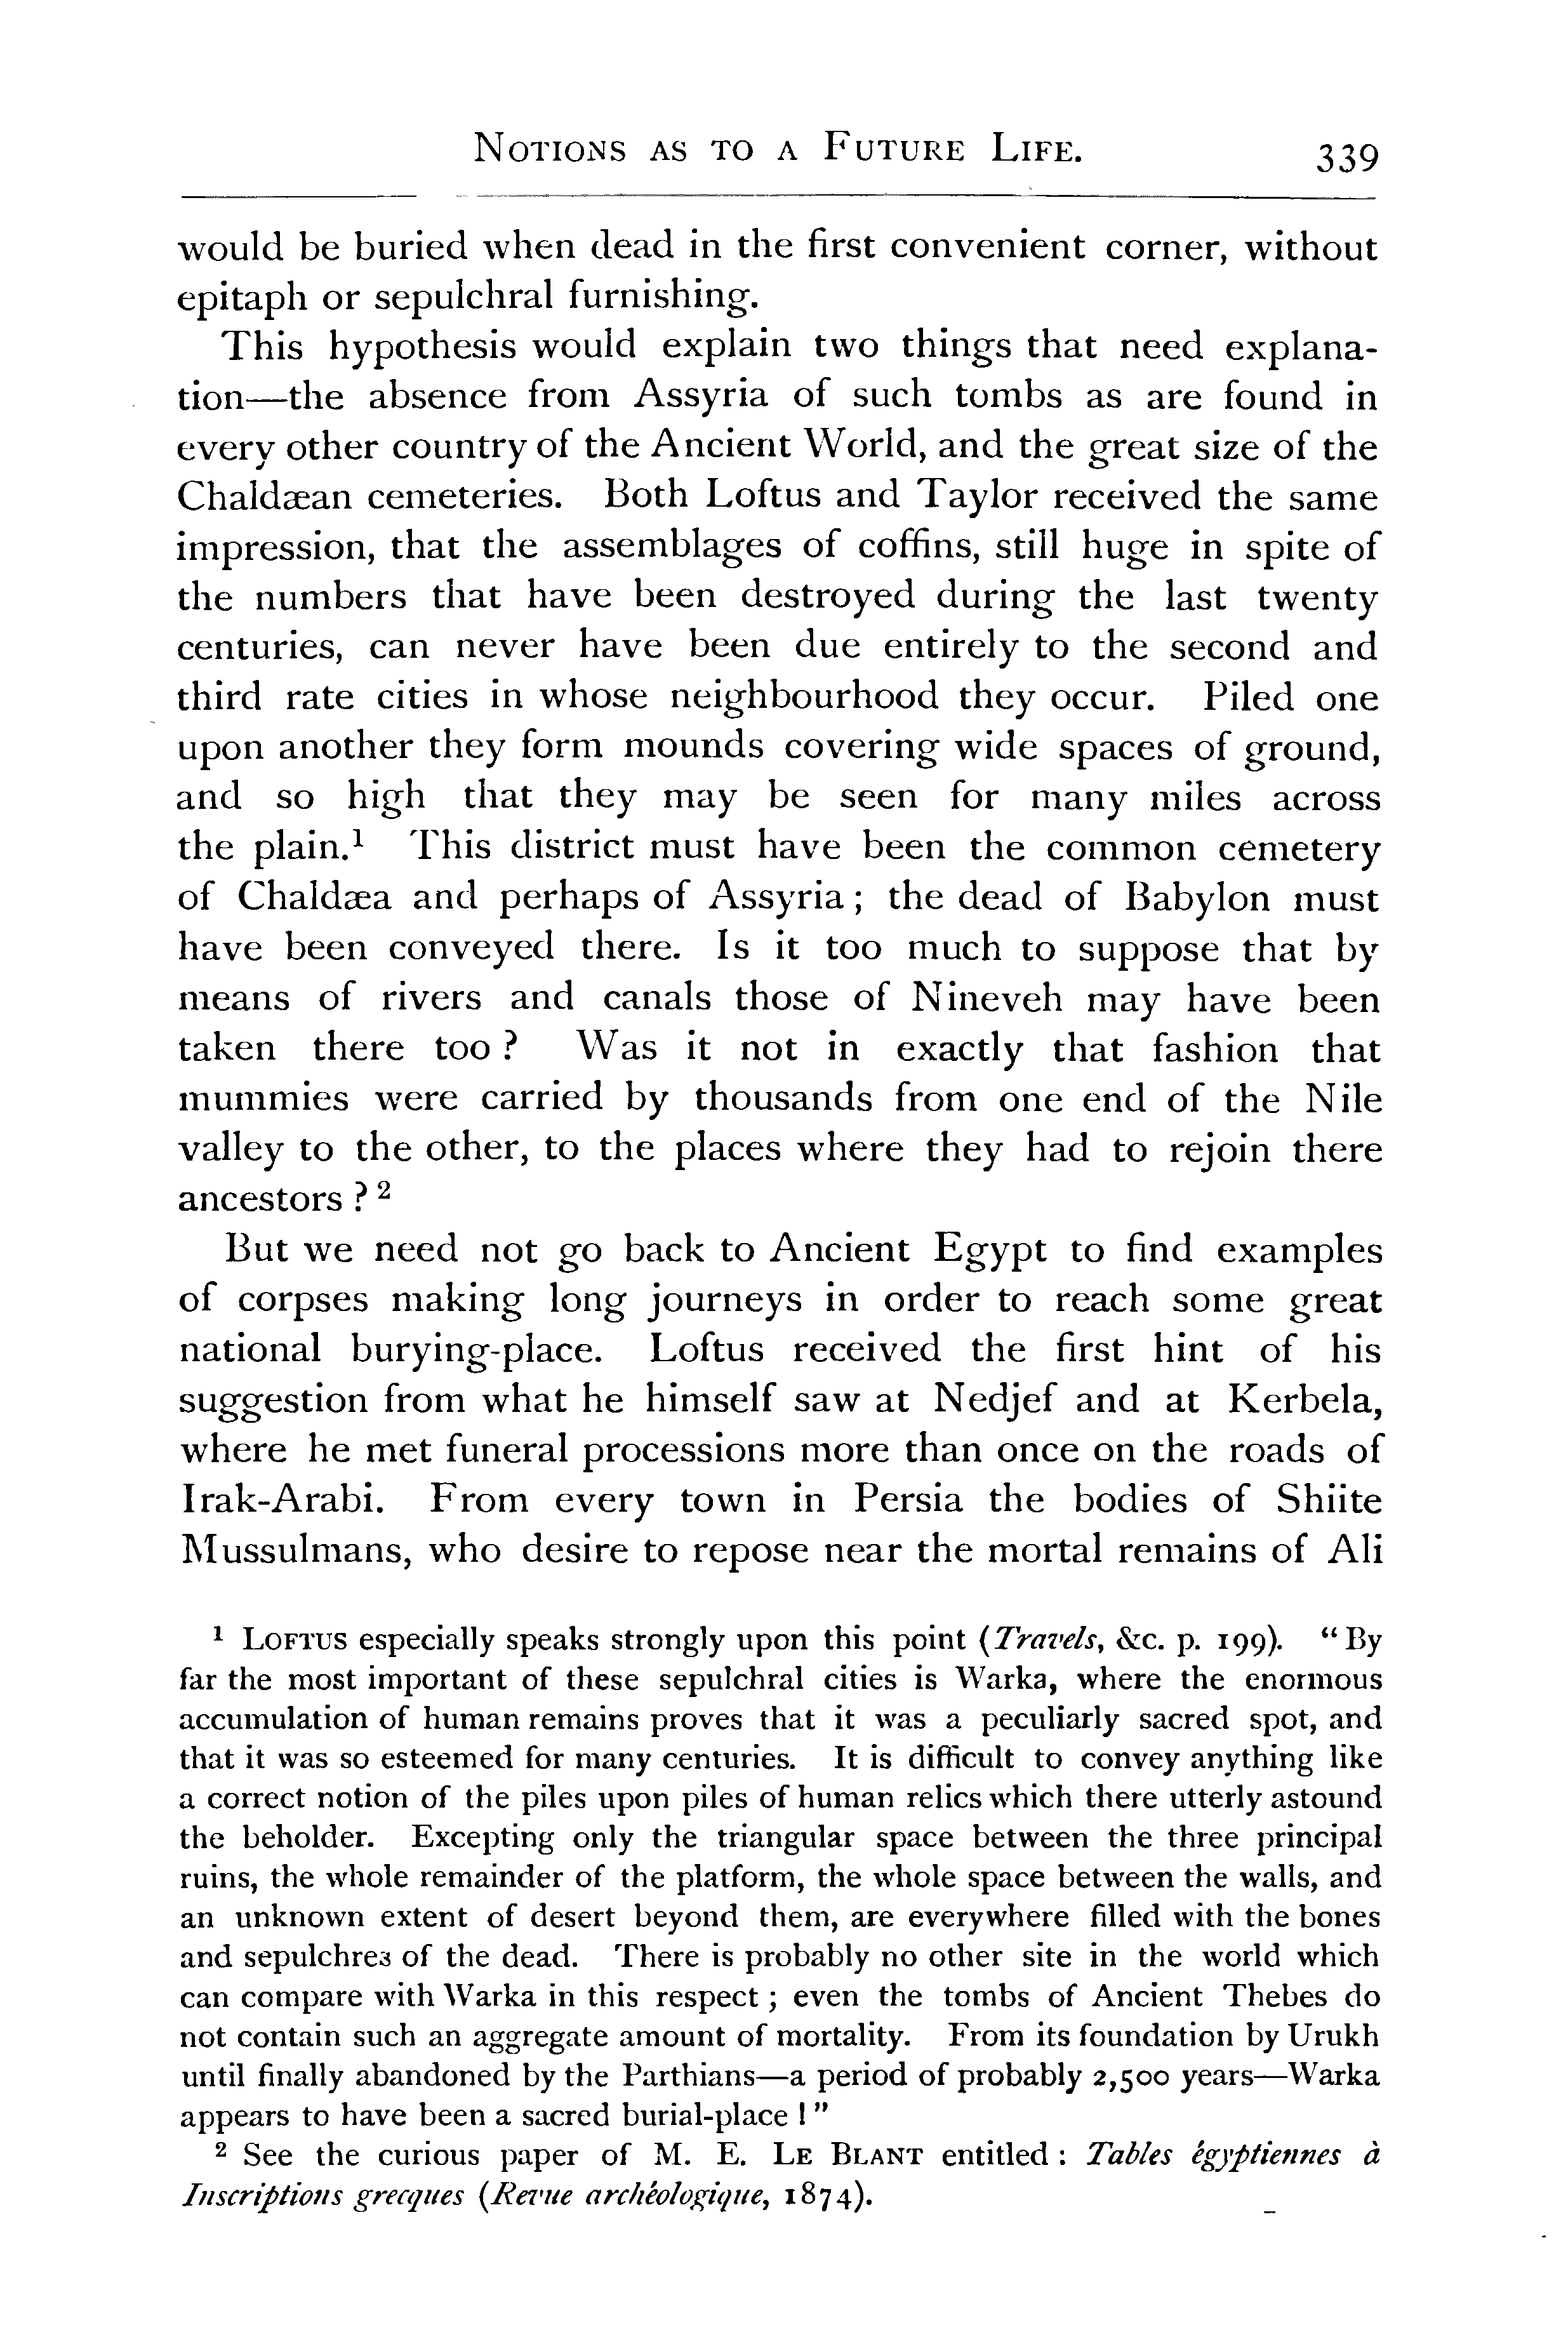 NOTIONS AS TO A FUTURE LIFE. 339
would be buried when dead in the first convenient corner, without
epitaph or sepulchral furnishing.
This hypothesis would explain two things that need explana-
tion—the absence from Assyria of such tombs as are found in
every other country of the Ancient World, and the great size of the
Chaldæan cemeteries. Both Loftus and Taylor received the same
impression, that the assemblages of coffins, still huge in spite of
the numbers that have been destroyed during the last twenty
centuries, can never have been due entirely to the second and
third rate cities in whose neighbourhood they occur. Piled one
upon another they form mounds covering wide spaces of ground,
and so high that they may be seen for many miles across
the plain.¹ This district must have been the common cemetery
of Chaldæa and perhaps of Assyria; the dead of Babylon must
have been conveyed there. Is it too much to suppose that by
means of rivers and canals those of Nineveh may have been
taken there too? Was it not in exactly that fashion that
mummies were carried by thousands from one end of the Nile
valley to the other, to the places where they had to rejoin there
ancestors?²
But we need not go back to Ancient Egypt to find examples
of corpses making long journeys in order to reach some great
national burying-place. Loftus received the first hint of his
suggestion from what he himself saw at Nedjef and at Kerbela,
where he met funeral processions more than once on the roads of
Irak-Arabi. From every town in Persia the bodies of Shiite
Mussulmans, who desire to repose near the mortal remains of Ali
¹ LOFTUS especially speaks strongly upon this point (Travels, &c. p. 199). "By
far the most important of these sepulchral cities is Warka, where the enormous
accumulation of human remains proves that it was a peculiarly sacred spot, and
that it was so esteemed for many centuries. It is difficult to convey anything like
a correct notion of the piles upon piles of human relics which there utterly astound
the beholder. Excepting only the triangular space between the three principal
ruins, the whole remainder of the platform, the whole space between the walls, and
an unknown extent of desert beyond them, are everywhere filled with the bones
and sepulchres of the dead. There is probably no other site in the world which
can compare with Warka in this respect; even the tombs of Ancient Thebes do
not contain such an aggregate amount of mortality. From its foundation by Urukh
until finally abandoned by the Parthians—a period of probably 2,500 years—Warka
appears to have been a sacred burial-place!"
² See the curious paper of M. E. LE BLANT entitled: Tables égyptiennes à
Inscriptions grecques (Revue archéologique, 1874).